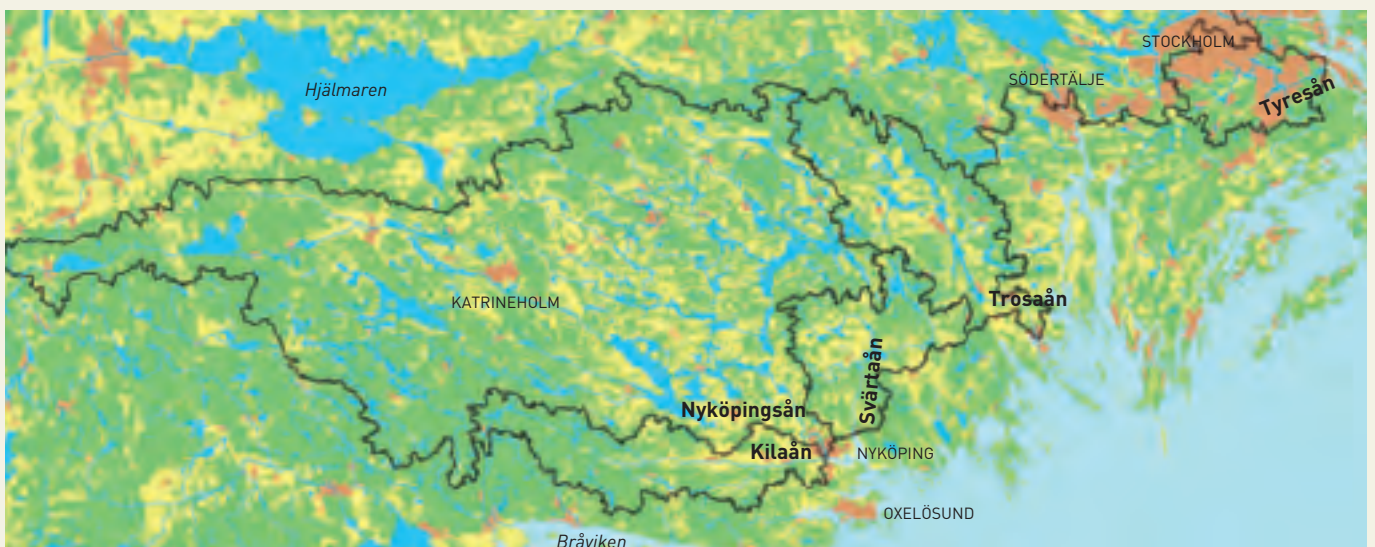 STOCKHOLM
SÖDERTÄLJE
Hjälmaren
Tyresån
KATRINEHOLM
Trosaån
Svärtaån
Nyköpingsån
Kilaån
NYKÖPING
OXELÖSUND
Bråviken